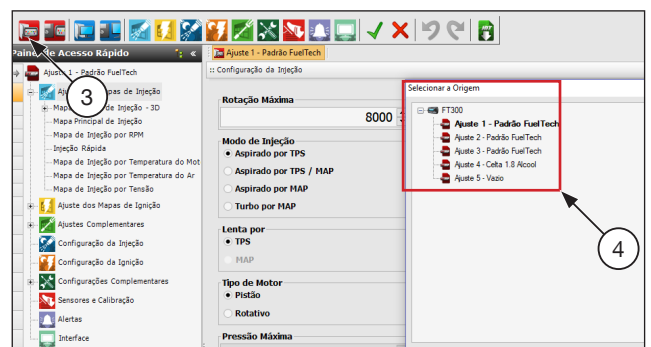 Painel de Acesso Rápido
Ajuste 1 - Padrão FuelTech
:: Configuração da Injeção
Ajuste 1 - Padrão FuelTech
Mapas de Injeção
de Injeção - 3D
Mapa Principal de Injeção
Mapa de Injeção por RPM
Injeção Rápida
Mapa de Injeção por Temperatura do Mot
Mapa de Injeção por Temperatura do Ar
Mapa de Injeção por Tensão
Ajuste dos Mapas de Ignição
Ajustes Complementares
Configuração da Injeção
Configuração da Ignição
Configurações Complementares
Sensores e Calibração
Alertas
Interface
3
Rotação Máxima
8000
Modo de Injeção
Aspirado por TPS
Aspirado por TPS / MAP
Aspirado por MAP
Turbo por MAP
Lenta por
TPS
MAP
Tipo de Motor
Pistão
Rotativo
Pressão Máxima
Selecionar a Origem
FT300
Ajuste 1 - Padrão FuelTech
Ajuste 2 - Padrão FuelTech
Ajuste 3 - Padrão FuelTech
Ajuste 4 - Celta 1.8 Alcool
Ajuste 5 - Vazio
4